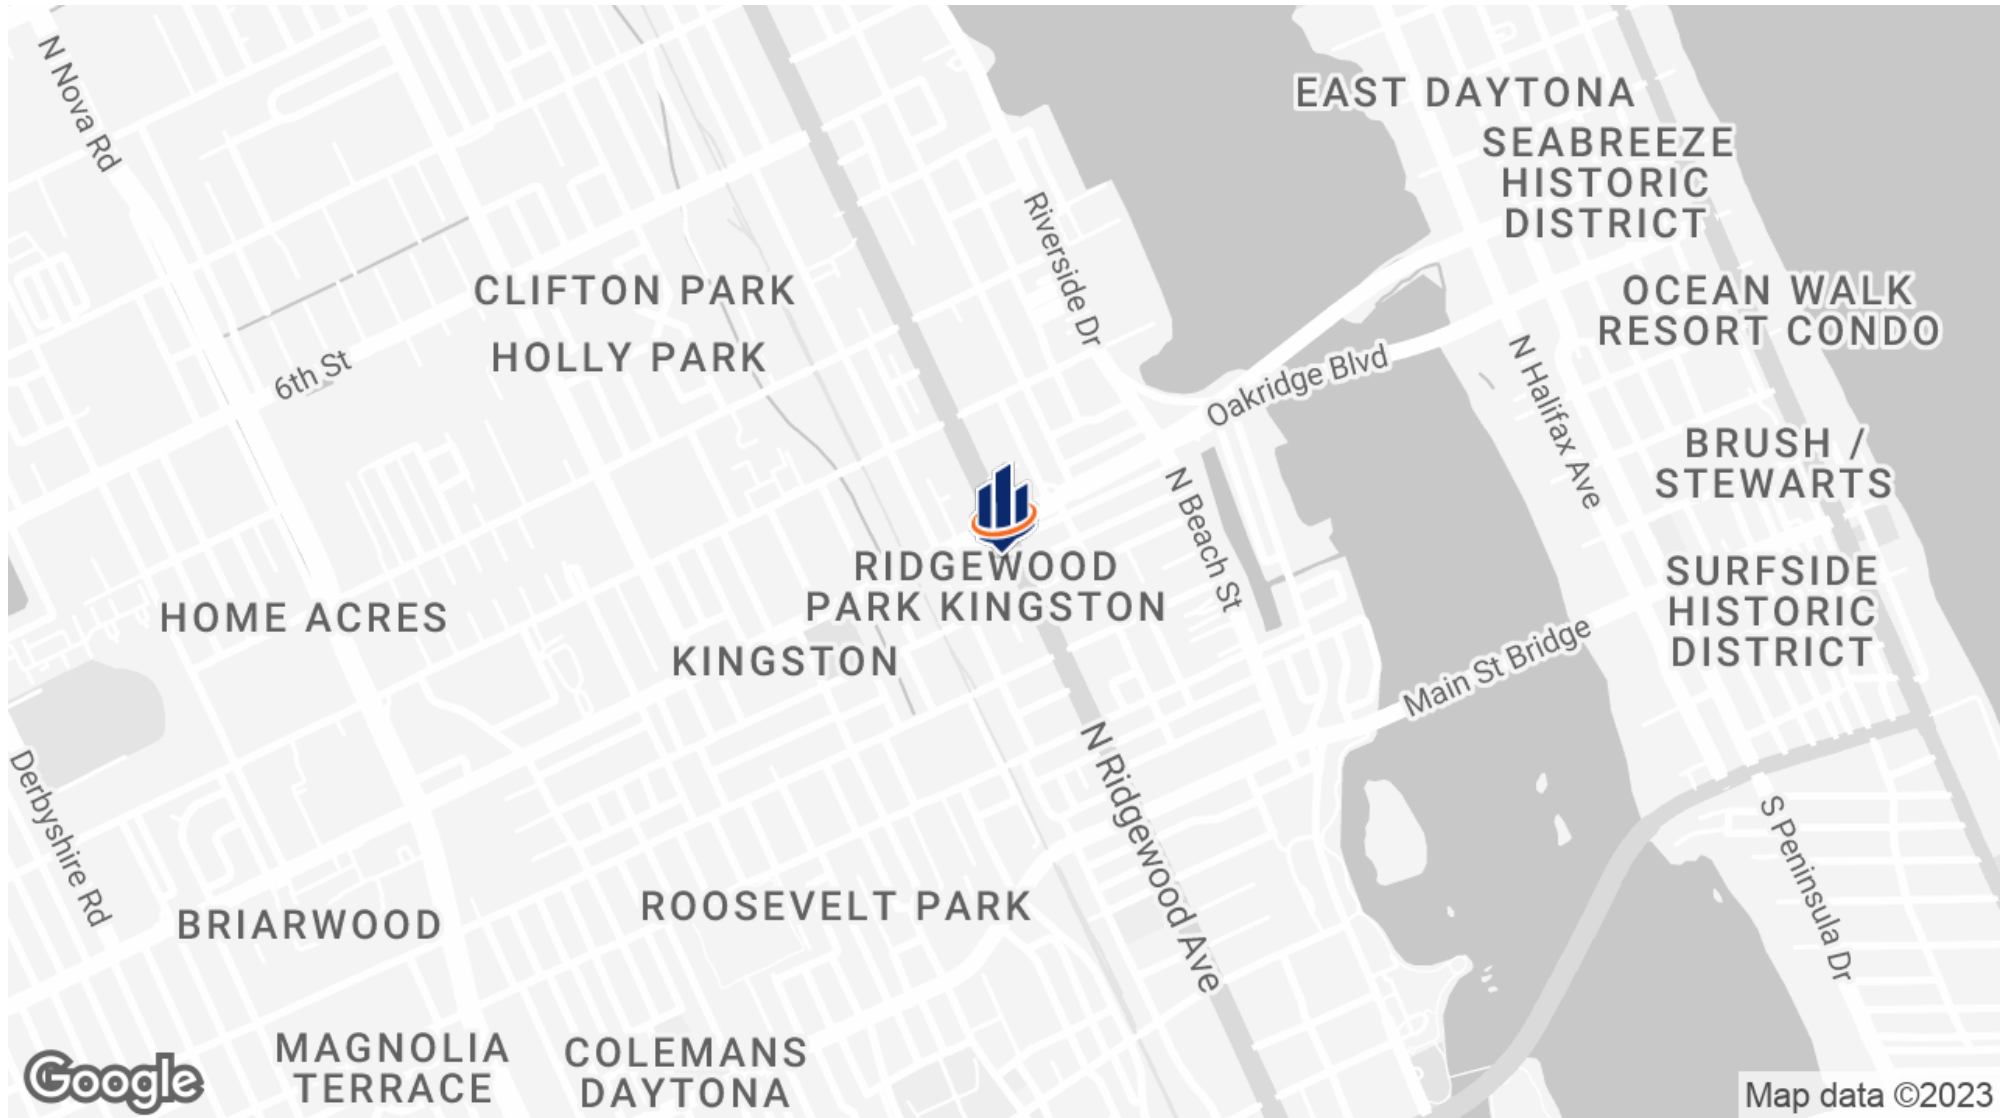 N Nova Rd
EAST DAYTONA
SEABREEZE
HISTORIC
DISTRICT
Riverside Dr
CLIFTON PARK
HOLLY PARK
6th St
OCEAN WALK
RESORT CONDO
Oakridge Blvd
N Halifax Ave
BRUSH /
STEWARTS
N Beach St
RIDGEWOOD
PARK KINGSTON
HOME ACRES
KINGSTON
SURFSIDE
HISTORIC
DISTRICT
Main St Bridge
N Ridgewood Ave
Derbyshire Rd
S Peninsula Dr
BRIARWOOD
ROOSEVELT PARK
MAGNOLIA
TERRACE
COLEMANS
DAYTONA
Google
Map data ©2023